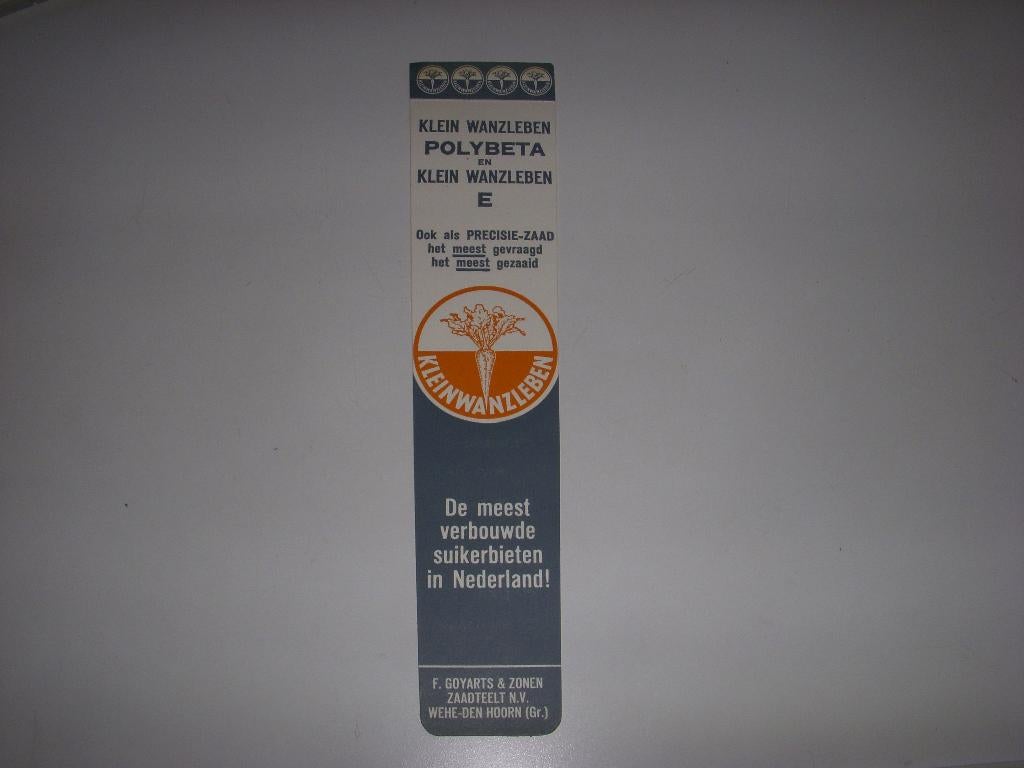 KLEIN WANZLEBEN
POLYBETA
EN
KLEIN WANZLEBEN
E
Ook als PRECISIE-ZAAD
het meest gevraagd
het meest gezaaid
KLEINWANZLEBEN
De meest
verbouwde
suikerbieten
in Nederland!
F. GOYARTS & ZONEN
ZAADTEELT N.V.
WEHE-DEN HOORN (Gr.)